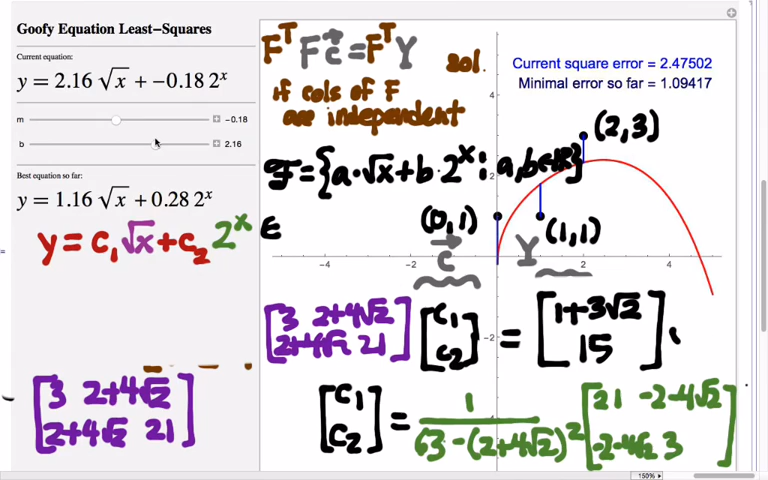 Goofy Equation Least-Squares
Current equation:
y = 2.16 √x + −0.18 2^x
m −0.18
b 2.16
Best equation so far:
y = 1.16 √x + 0.28 2^x
y = c₁√x + c₂ 2^x
[3 2+4√2
2+4√2 21]
F^T F c⃗ = F^T Y
sol.
if cols of F
are independent
Current square error = 2.47502
Minimal error so far = 1.09417
F = {a·√x + b·2^x : a, b ∈ ℝ}
∈
(0,1)
(1,1)
(2,3)
c⃗
Y
−2 2 4
4
2
−2
−4
[3 2+4√2
2+4√2 21] [c₁
c₂] = [1+3√2
15]
[c₁
c₂] = 1/(63 − (2+4√2)²) [21 −2−4√2
−2−4√2 3]
150%